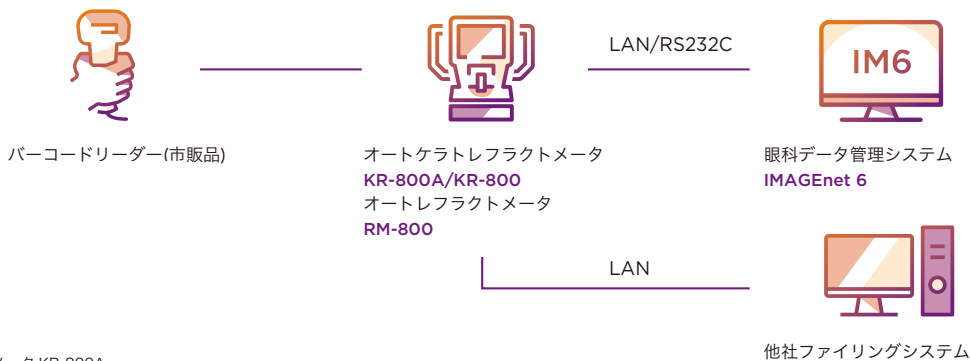 LAN/RS232C
IM6
バーコードリーダー(市販品)
オートケラトレフラクトメータ
KR-800A/KR-800
オートレフラクトメータ
RM-800
眼科データ管理システム
IMAGEnet 6
LAN
他社ファイリングシステム